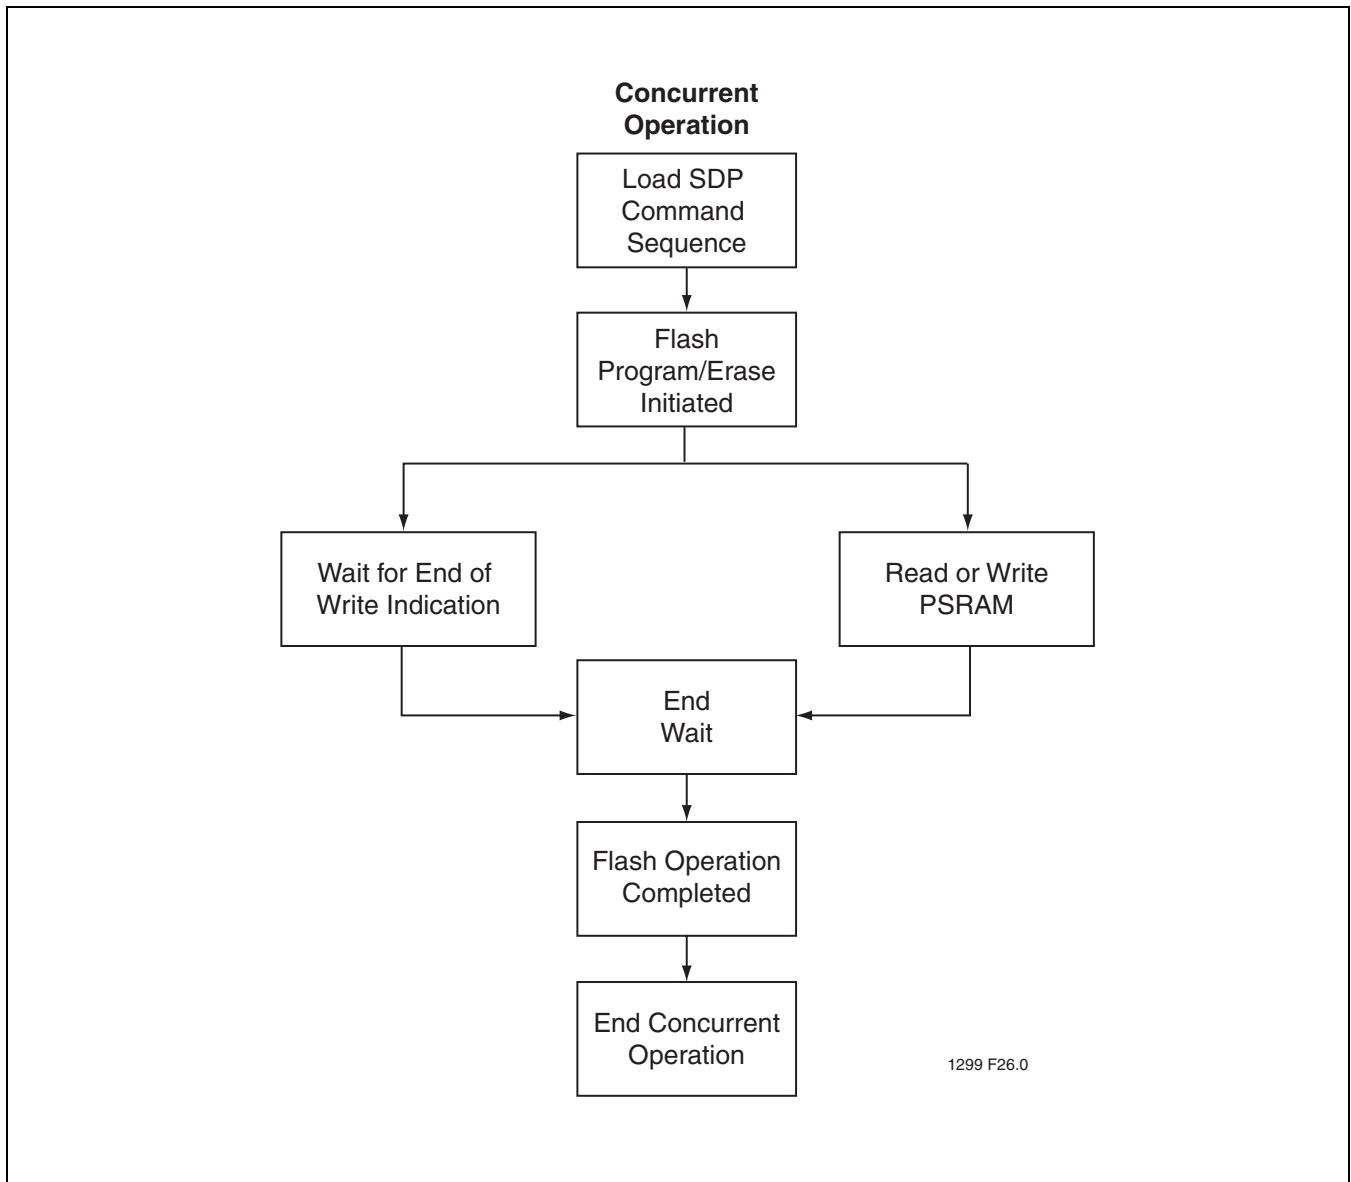 Concurrent
Operation
Load SDP
Command
Sequence
Flash
Program/Erase
Initiated
Wait for End of
Write Indication
Read or Write
PSRAM
End
Wait
Flash Operation
Completed
End Concurrent
Operation
1299 F26.0